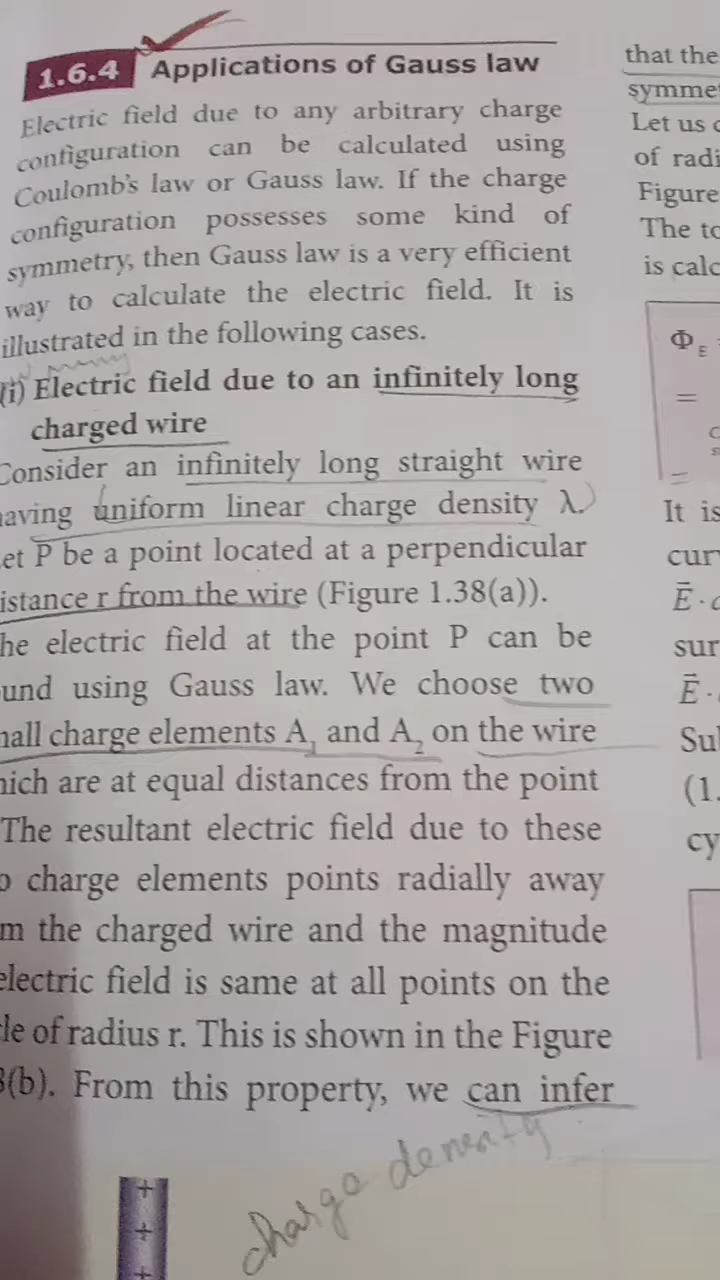 1.6.4 Applications of Gauss law
Electric field due to any arbitrary charge
configuration can be calculated using
Coulomb's law or Gauss law. If the charge
configuration possesses some kind of
symmetry, then Gauss law is a very efficient
way to calculate the electric field. It is
illustrated in the following cases.
(i) Electric field due to an infinitely long
charged wire
Consider an infinitely long straight wire
aving uniform linear charge density λ.
et P be a point located at a perpendicular
istance r from the wire (Figure 1.38(a)).
he electric field at the point P can be
und using Gauss law. We choose two
mall charge elements A₁ and A₂ on the wire
hich are at equal distances from the point
The resultant electric field due to these
o charge elements points radially away
m the charged wire and the magnitude
electric field is same at all points on the
le of radius r. This is shown in the Figure
8(b). From this property, we can infer
charge density
+
+
+
that the
symme
Let us
of radi
Figure
The to
is calc
Φ_E
=
=
It is
cur
E⃗ ·
sur
E⃗ ·
Su
(1.
cy